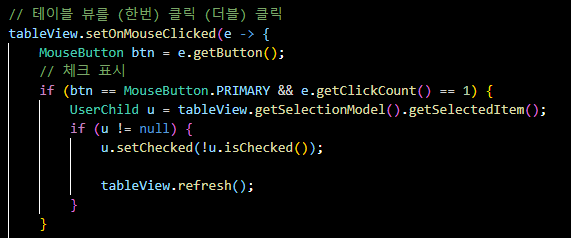 // 테이블 뷰를 (한번) 클릭 (더블) 클릭
tableView.setOnMouseClicked(e -> {
    MouseButton btn = e.getButton();
    // 체크 표시
    if (btn == MouseButton.PRIMARY && e.getClickCount() == 1) {
        UserChild u = tableView.getSelectionModel().getSelectedItem();
        if (u != null) {
            u.setChecked(!u.isChecked());

            tableView.refresh();
        }
    }